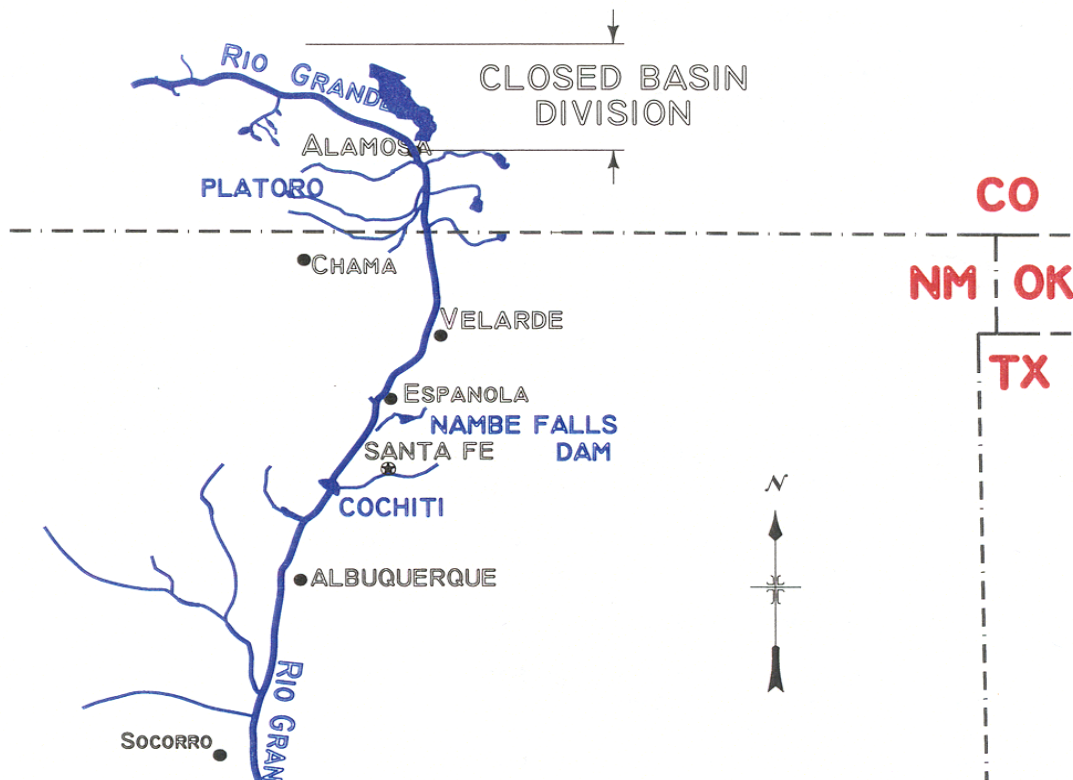 RIO GRANDE
CLOSED BASIN
DIVISION
ALAMOSA
PLATORO
CO
CHAMA
NM
OK
VELARDE
TX
ESPANOLA
NAMBE FALLS
DAM
SANTA FE
N
COCHITI
ALBUQUERQUE
RIO GRAN
SOCORRO